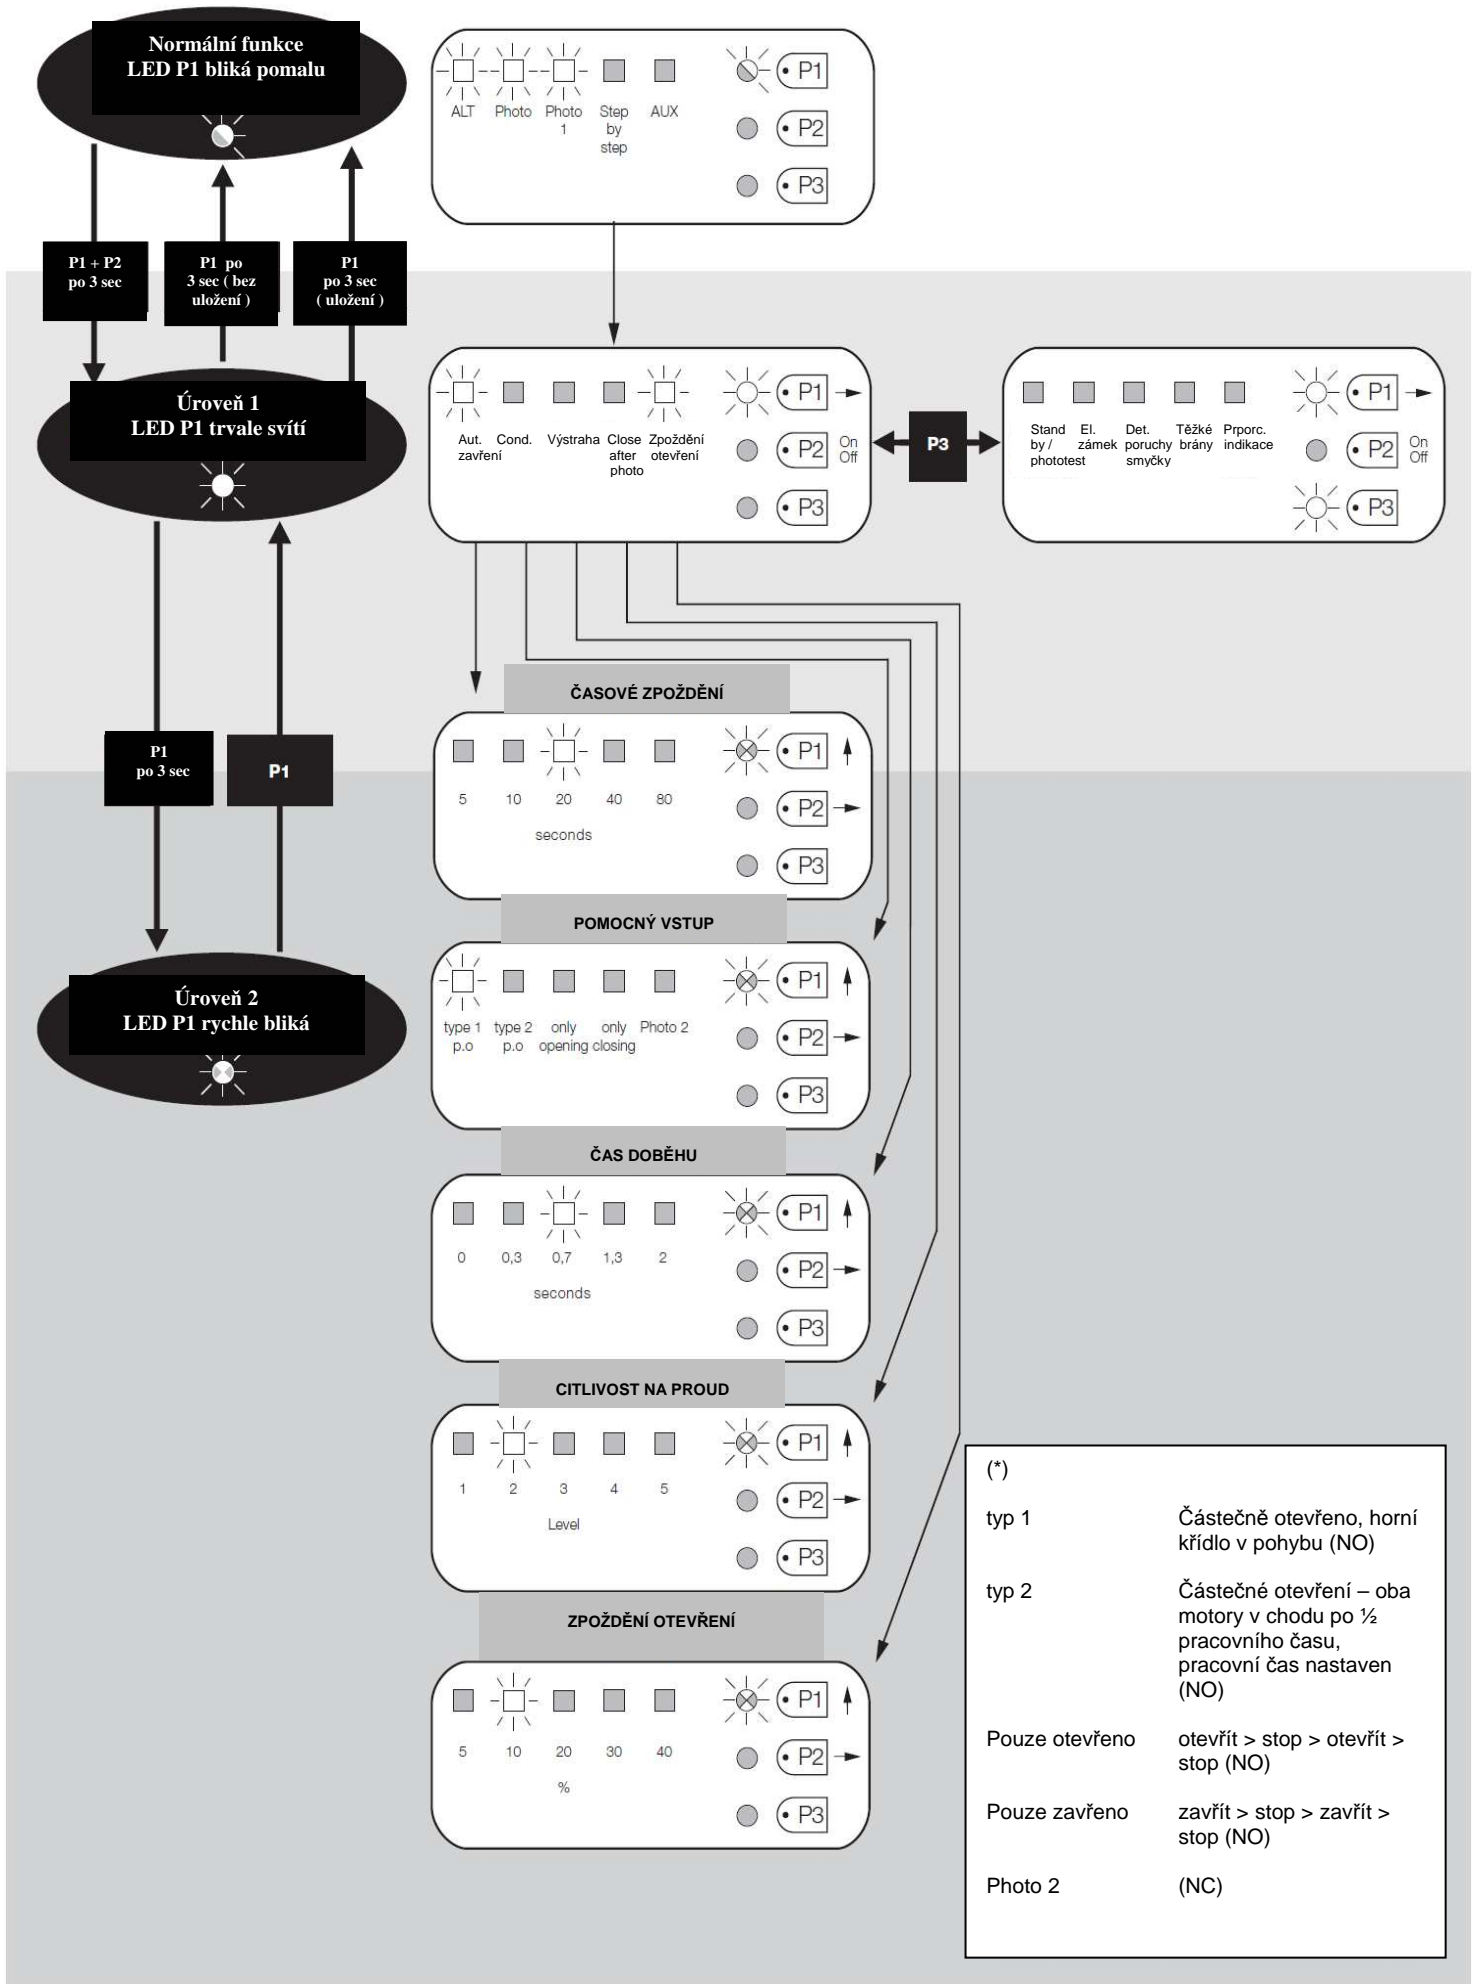 Normální funkce
LED P1 bliká pomalu
ALT Photo Photo 1 Step by step AUX
P1
P2
P3
P1 + P2
po 3 sec
P1 po
3 sec ( bez
uložení )
P1
po 3 sec
( uložení )
Úroveň 1
LED P1 trvale svítí
Aut. zavření Cond. Výstraha Close after photo Zpoždění otevření
P1
P2 On Off
P3
P3
Stand by / phototest El. zámek Det. poruchy smyčky Těžké brány Prporc. indikace
P1
P2 On Off
P3
P1
po 3 sec
P1
Úroveň 2
LED P1 rychle bliká
ČASOVÉ ZPOŽDĚNÍ
5 10 20 40 80
seconds
P1
P2
P3
POMOCNÝ VSTUP
type 1 p.o type 2 p.o only opening only closing Photo 2
P1
P2
P3
ČAS DOBĚHU
0 0,3 0,7 1,3 2
seconds
P1
P2
P3
CITLIVOST NA PROUD
1 2 3 4 5
Level
P1
P2
P3
ZPOŽDĚNÍ OTEVŘENÍ
5 10 20 30 40
%
P1
P2
P3
(*)
typ 1 Částečně otevřeno, horní
křídlo v pohybu (NO)
typ 2 Částečné otevření – oba
motory v chodu po ½
pracovního času,
pracovní čas nastaven
(NO)
Pouze otevřeno otevřít > stop > otevřít >
stop (NO)
Pouze zavřeno zavřít > stop > zavřít >
stop (NO)
Photo 2 (NC)